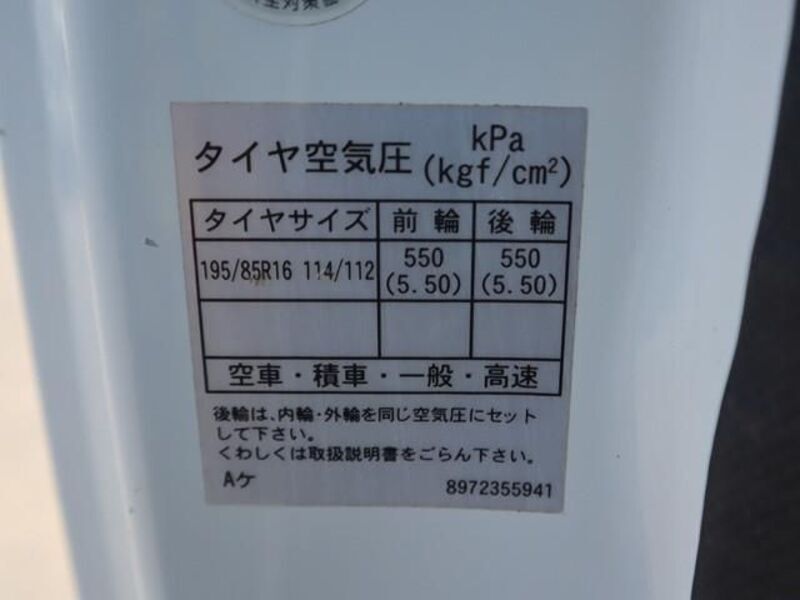 タイヤ空気圧 kPa
(kgf/cm²)
タイヤサイズ 前輪 後輪
195/85R16 114/112 550 550
(5.50) (5.50)
空車・積車・一般・高速
後輪は、内輪・外輪を同じ空気圧にセット
して下さい。
くわしくは取扱説明書をごらん下さい。
Aケ 8972355941